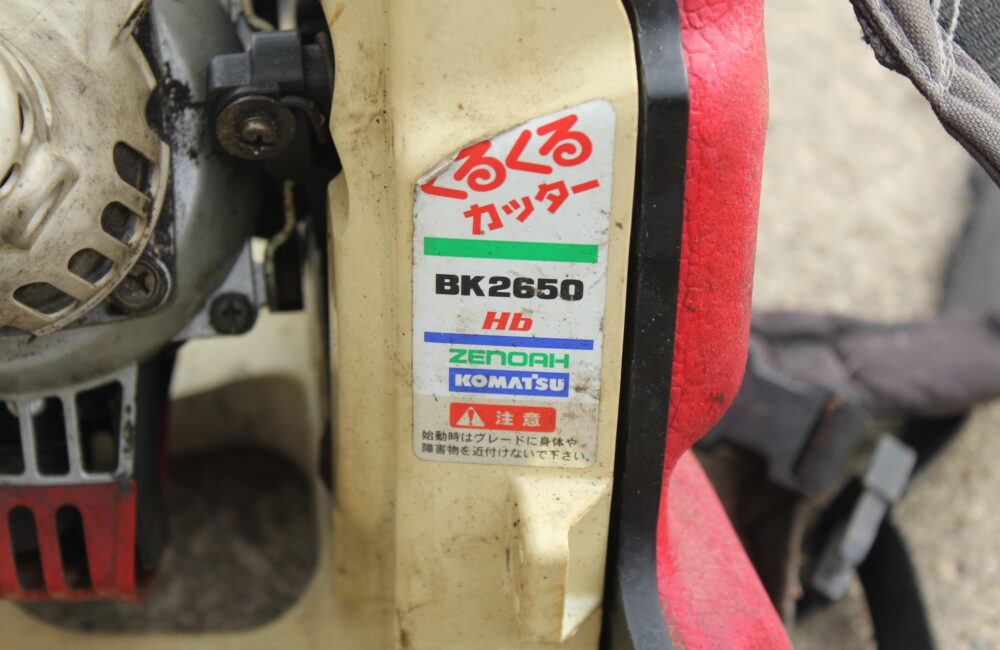 くるくる
カッター
BK2650
Hb
ZENOAH
KOMATSU
注意
始動時はヴレードに身体や
障害物を近付けないで下さい。